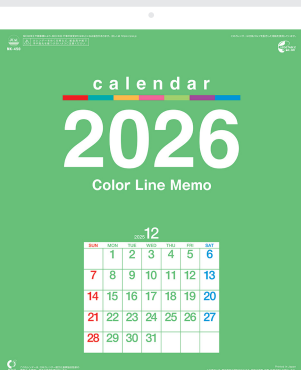 calendar
2026
Color Line Memo
2025 12
SUN MON TUE WED THU FRI SAT
1 2 3 4 5 6
7 8 9 10 11 12 13
14 15 16 17 18 19 20
21 22 23 24 25 26 27
28 29 30 31